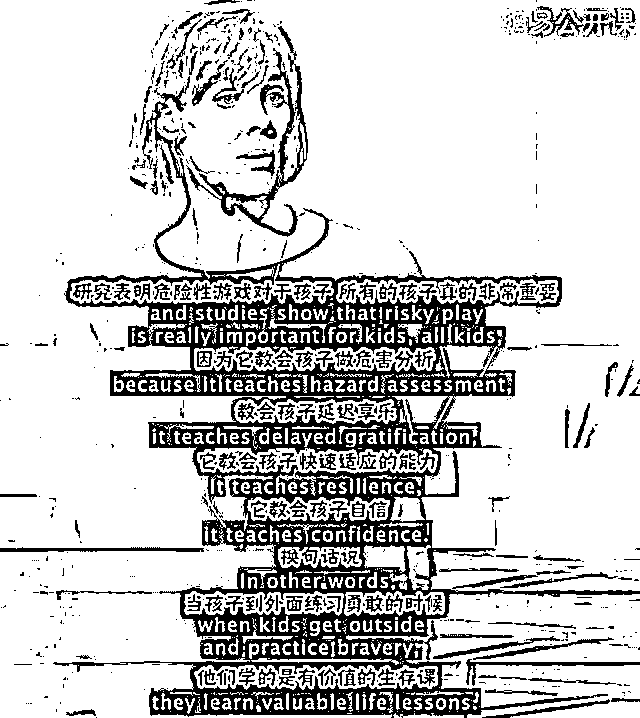 网易公开课
研究表明危险性游戏对于孩子 所有的孩子真的非常重要
and studies show that risky play
is really important for kids, all kids,
因为它教会孩子做危害分析
because it teaches hazard assessment,
教会孩子延迟享乐
it teaches delayed gratification,
它教会孩子快速适应的能力
it teaches resilience,
它教会孩子自信
it teaches confidence.
换句话说
In other words,
当孩子到外面练习勇敢的时候
when kids get outside
and practice bravery,
他们学的是有价值的生存课
they learn valuable life lessons.